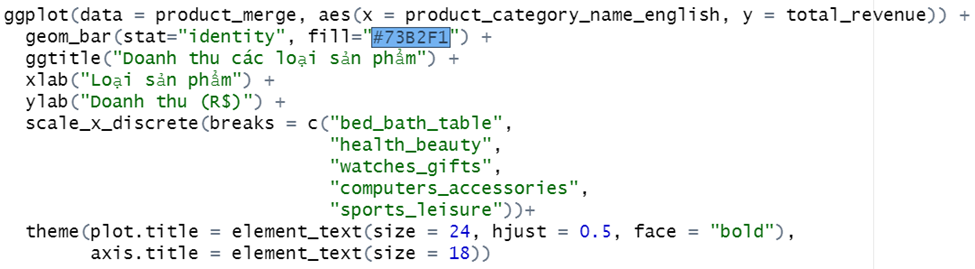 ggplot(data = product_merge, aes(x = product_category_name_english, y = total_revenue)) +
  geom_bar(stat="identity", fill="#73B2F1") +
  ggtitle("Doanh thu các loại sản phẩm") +
  xlab("Loại sản phẩm") +
  ylab("Doanh thu (R$)") +
  scale_x_discrete(breaks = c("bed_bath_table",
                              "health_beauty",
                              "watches_gifts",
                              "computers_accessories",
                              "sports_leisure"))+
  theme(plot.title = element_text(size = 24, hjust = 0.5, face = "bold"),
        axis.title = element_text(size = 18))